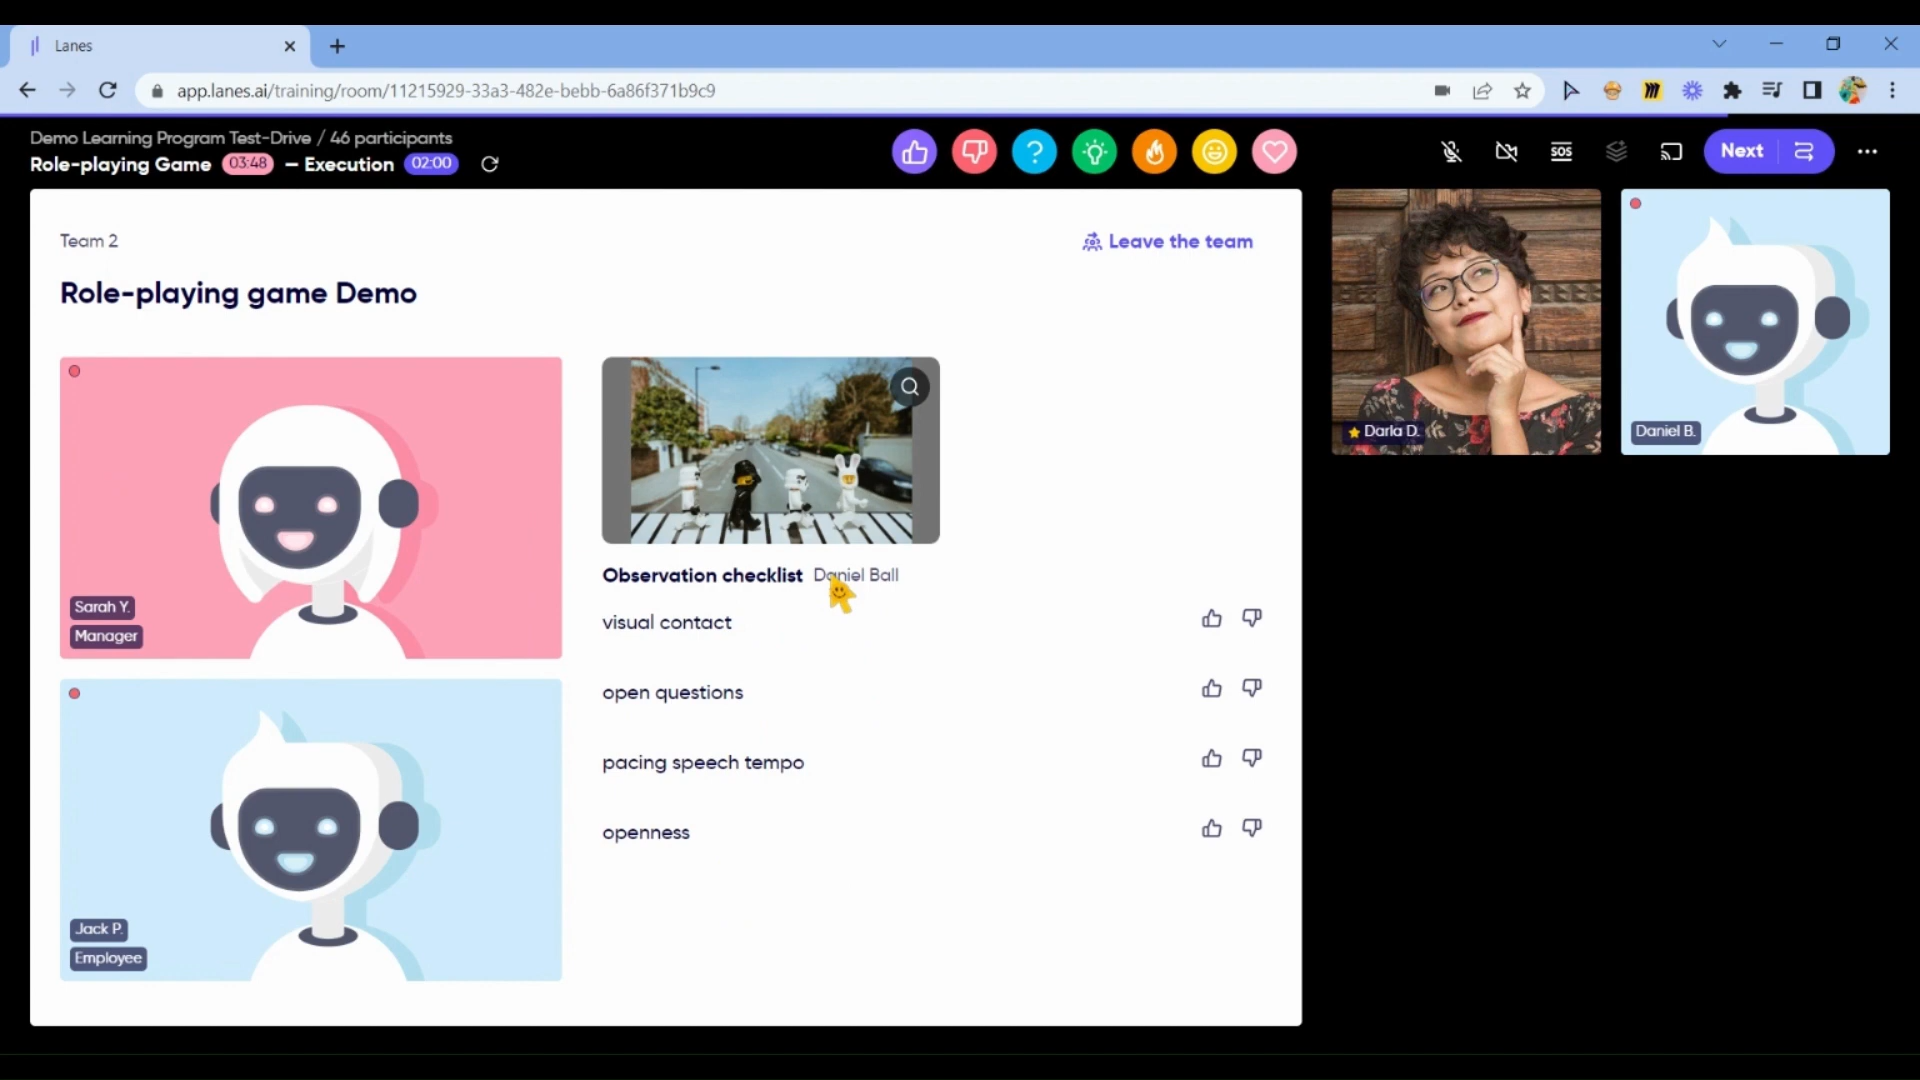 Lanes
app.lanes.ai/training/room/11215929-33a3-482e-bebb-6a86f371b9c9
Demo Learning Program Test-Drive / 46 participants
Role-playing Game 03:48 — Execution 02:00
SOS
Next
Team 2
Leave the team
Role-playing game Demo
Sarah Y.
Manager
Jack P.
Employee
Observation checklist Daniel Ball
visual contact
open questions
pacing speech tempo
openness
Darla D.
Daniel B.